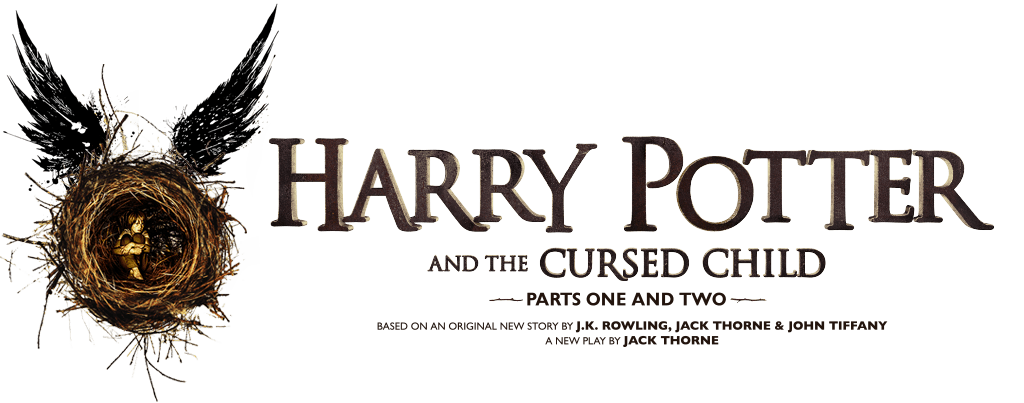 HARRY POTTER
AND THE CURSED CHILD
PARTS ONE AND TWO
BASED ON AN ORIGINAL NEW STORY BY J.K. ROWLING, JACK THORNE & JOHN TIFFANY
A NEW PLAY BY JACK THORNE